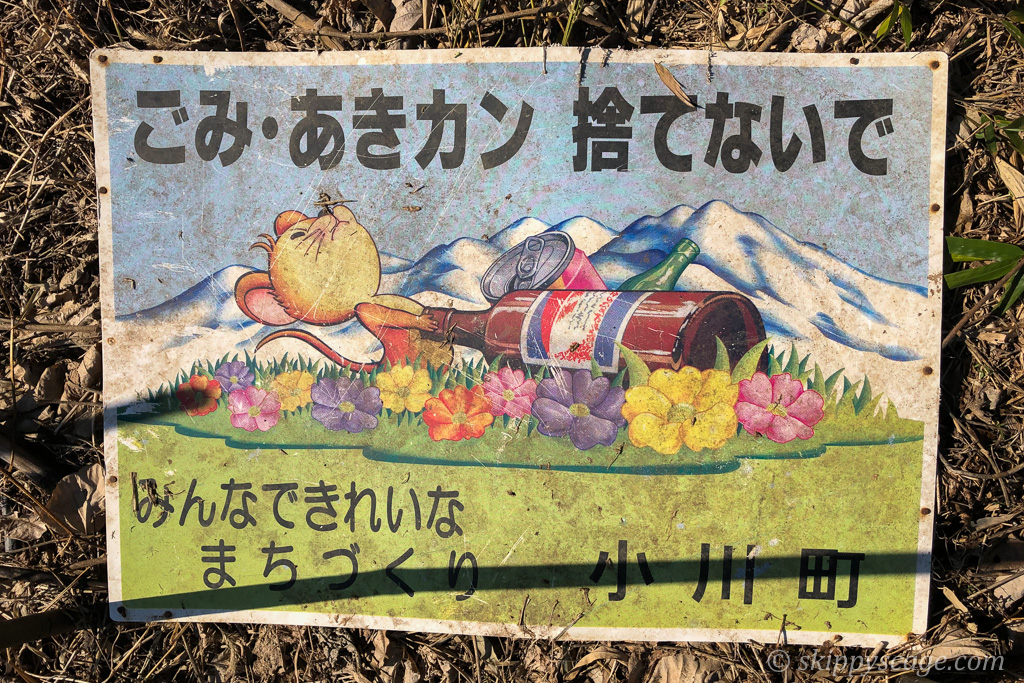 ごみ・あきカン 捨てないで
みんなできれいな
まちづくり 小川町
© skippysage.com